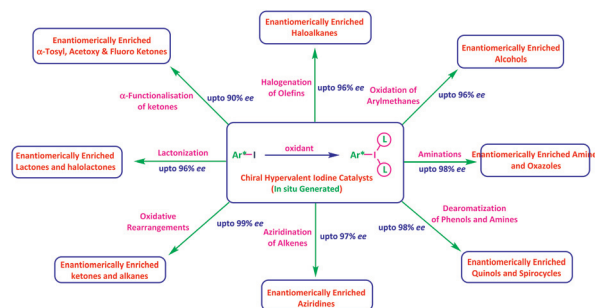 Enantiomerically Enriched
α-Tosyl, Acetoxy & Fluoro Ketones
Enantiomerically Enriched
Haloalkanes
Enantiomerically Enriched
Alcohols
α-Functionalisation
of ketones
upto 90% ee
Halogenation
of Olefins
upto 96% ee
Oxidation of
Arylmethanes
upto 96% ee
Enantiomerically Enriched
Lactones and halolactones
Lactonization
upto 96% ee
Ar*–I
oxidant
Ar*–I
L
L
Chiral Hypervalent Iodine Catalysts
(In situ Generated)
Aminations
upto 98% ee
Enantiomerically Enriched Amine
and Oxazoles
Oxidative
Rearrangements
upto 99% ee
Aziridination
of Alkenes
upto 97% ee
upto 98% ee
Dearomatization
of Phenols and Amines
Enantiomerically Enriched
ketones and alkanes
Enantiomerically Enriched
Aziridines
Enantiomerically Enriched
Quinols and Spirocycles